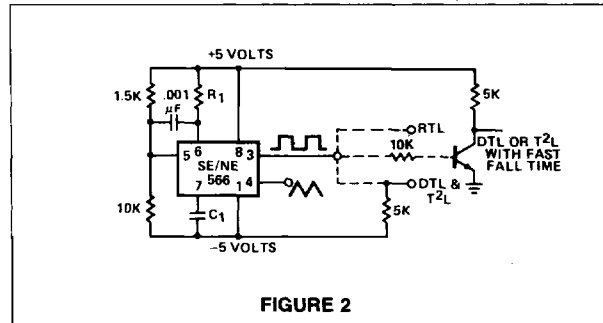 +5 VOLTS
1.5K
.001
µF
R1
5K
RTL
6
8
5
3
10K
DTL OR T²L
WITH FAST
FALL TIME
SE/NE
566
7
1
4
10K
C1
DTL &
T²L
5K
–5 VOLTS
FIGURE 2